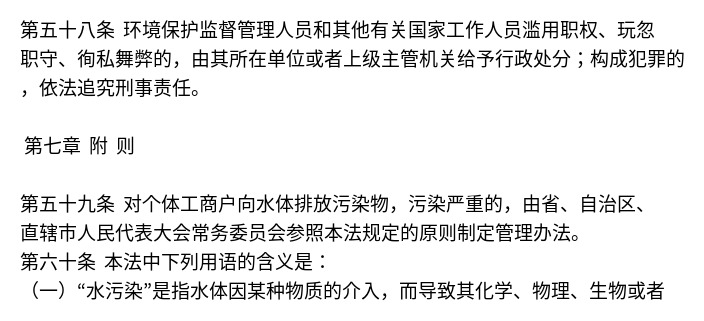 第五十八条 环境保护监督管理人员和其他有关国家工作人员滥用职权、玩忽
职守、徇私舞弊的，由其所在单位或者上级主管机关给予行政处分；构成犯罪的
，依法追究刑事责任。
第七章 附 则
第五十九条 对个体工商户向水体排放污染物，污染严重的，由省、自治区、
直辖市人民代表大会常务委员会参照本法规定的原则制定管理办法。
第六十条 本法中下列用语的含义是：
（一）“水污染”是指水体因某种物质的介入，而导致其化学、物理、生物或者